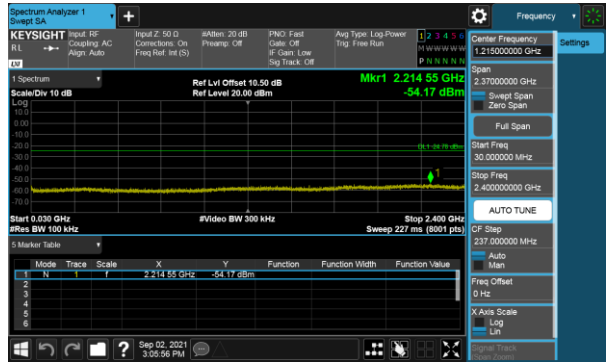 Spectrum Analyzer 1
Swept SA
Frequency
KEYSIGHT Input: RF
RL
Coupling: AC
Align: Auto
Input Z: 50 Ω
Corrections: On
Freq Ref: Int (S)
#Atten: 20 dB
Preamp: Off
PNO: Fast
Gate: Off
IF Gain: Low
Sig Track: Off
Avg Type: Log-Power
Trig: Free Run
1 2 3 4 5 6
M W W W W W
P N N N N N
LXI
Center Frequency
1.215000000 GHz
Settings
Span
2.37000000 GHz
Swept Span
Zero Span
Full Span
Start Freq
30.000000 MHz
Stop Freq
2.400000000 GHz
AUTO TUNE
CF Step
237.000000 MHz
Auto
Man
Freq Offset
0 Hz
X Axis Scale
Log
Lin
Signal Track
(Span Zoom)
1 Spectrum
Scale/Div 10 dB
Log
Ref Lvl Offset 10.50 dB
Ref Level 20.00 dBm
Mkr1 2.214 55 GHz
-54.17 dBm
10.0
0.00
-10.0
-20.0
-30.0
-40.0
-50.0
-60.0
-70.0
DL1 -24.79 dBm
1
Start 0.030 GHz
#Res BW 100 kHz
#Video BW 300 kHz
Stop 2.400 GHz
Sweep 227 ms (8001 pts)
5 Marker Table
Mode Trace Scale X Y Function Function Width Function Value
1 N 1 f 2.214 55 GHz -54.17 dBm
2
3
4
5
6
Sep 02, 2021
3:05:56 PM